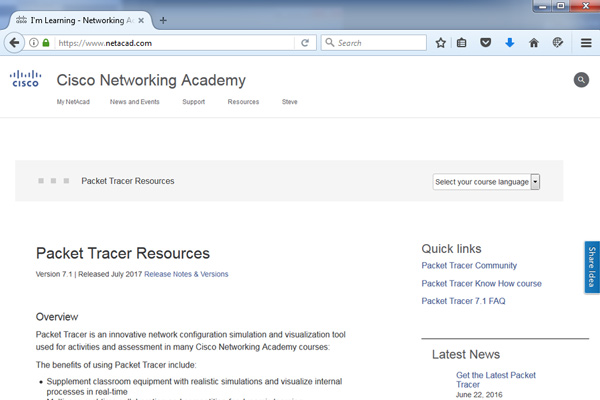 I'm Learning - Networking Ac
https://www.netacad.com
Search
CISCO
Cisco Networking Academy
My NetAcad News and Events Support Resources Steve
Packet Tracer Resources
Select your course language
Packet Tracer Resources
Version 7.1 | Released July 2017 Release Notes & Versions
Overview
Packet Tracer is an innovative network configuration simulation and visualization tool
used for activities and assessment in many Cisco Networking Academy courses:
The benefits of using Packet Tracer include:
• Supplement classroom equipment with realistic simulations and visualize internal
processes in real-time
Quick links
Packet Tracer Community
Packet Tracer Know How course
Packet Tracer 7.1 FAQ
Latest News
Get the Latest Packet
Tracer
June 22, 2016
Share Idea